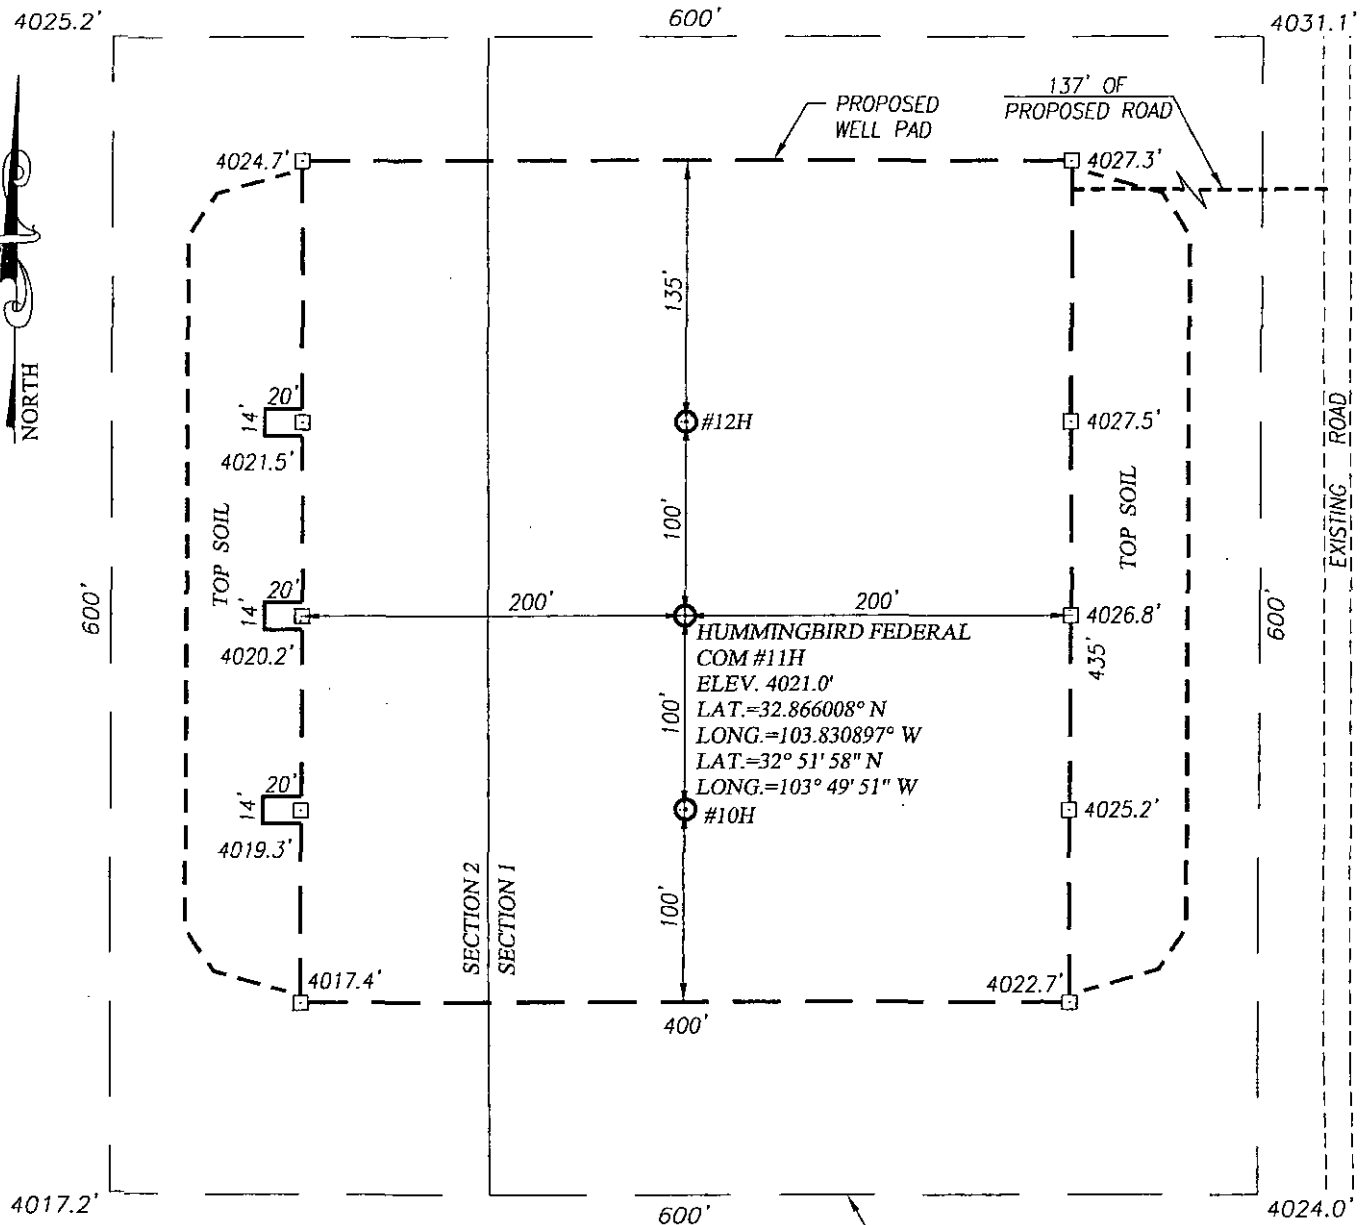 4025.2'
600'
4031.1'
PROPOSED
WELL PAD
137' OF
PROPOSED ROAD
4024.7'
4027.3'
NORTH
135'
20'
14'
#12H
4027.5'
4021.5'
TOP SOIL
100'
TOP SOIL
EXISTING ROAD
20'
14'
200'
200'
4026.8'
600'
600'
4020.2'
HUMMINGBIRD FEDERAL
COM #11H
ELEV. 4021.0'
LAT.=32.866008° N
LONG.=103.830897° W
LAT.=32° 51' 58" N
LONG.=103° 49' 51" W
435'
100'
20'
14'
#10H
4025.2'
4019.3'
SECTION 2
SECTION 1
100'
4017.4'
4022.7'
400'
4017.2'
600'
4024.0'